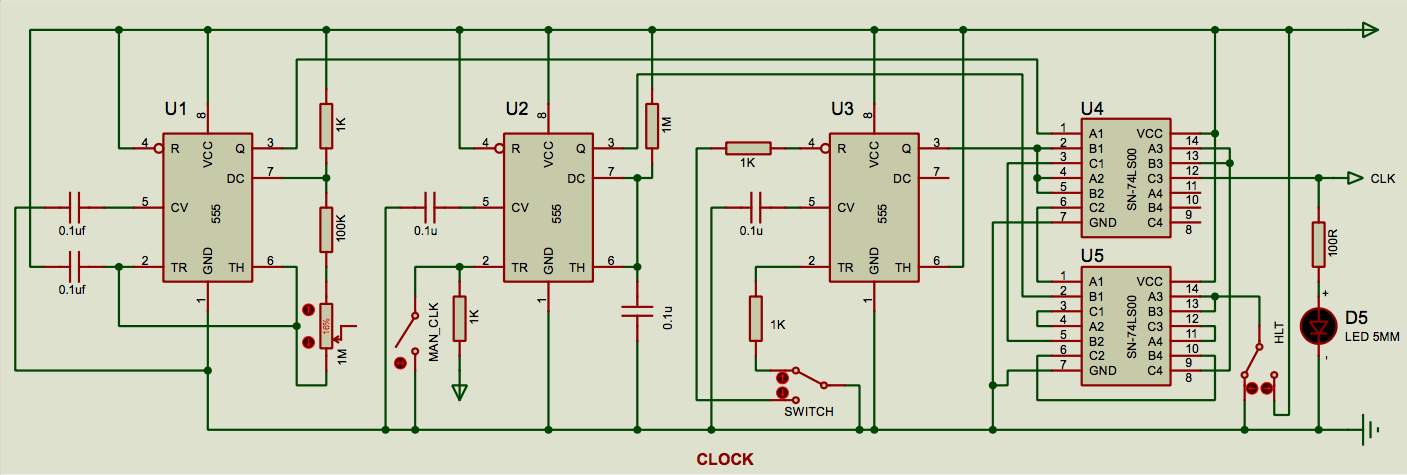 U1
4 R
VCC
8
Q 3
DC 7
5 CV
555
2 TR
GND
1
TH 6
0.1uf
0.1uf
1K
100K
16%
1M
U2
4 R
VCC
8
Q 3
DC 7
5 CV
555
2 TR
GND
1
TH 6
0.1u
MAN_CLK
1K
1M
0.1u
U3
4 R
VCC
8
Q 3
DC 7
5 CV
555
2 TR
GND
1
TH 6
1K
0.1u
1K
SWITCH
U4
1 A1 VCC 14
2 B1 A3 13
3 C1 B3 12
4 A2 C3 11
5 B2 A4 10
6 C2 B4 9
7 GND C4 8
SN-74LS00
U5
1 A1 VCC 14
2 B1 A3 13
3 C1 B3 12
4 A2 C3 11
5 B2 A4 10
6 C2 B4 9
7 GND C4 8
SN-74LS00
CLK
100R
HLT
+
D5
LED 5MM
-
CLOCK